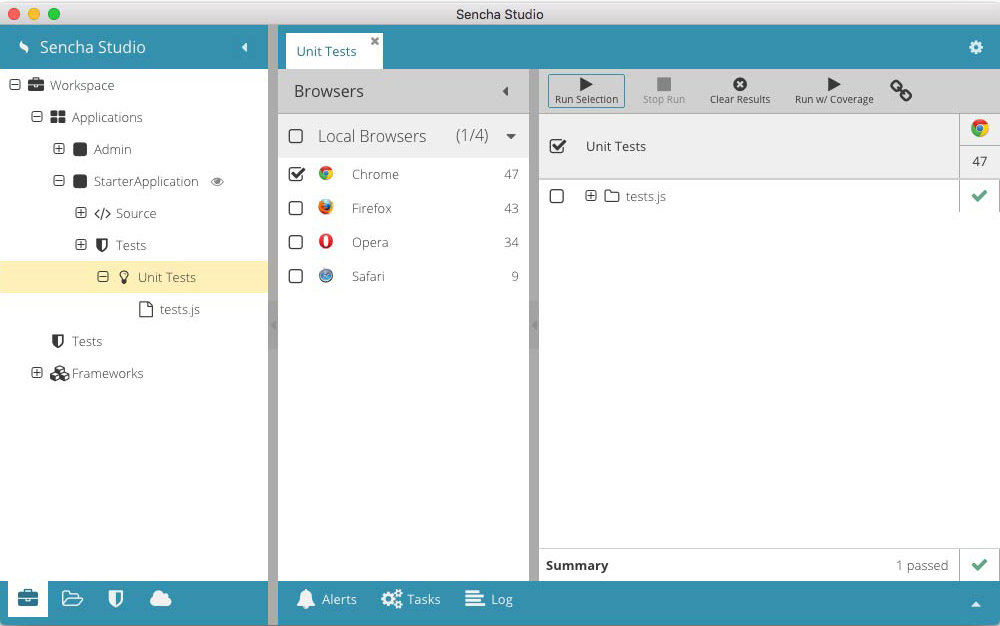 Sencha Studio
Sencha Studio
Workspace
Applications
Admin
StarterApplication
Source
Tests
Unit Tests
tests.js
Tests
Frameworks
Unit Tests
Browsers
Local Browsers (1/4)
Chrome 47
Firefox 43
Opera 34
Safari 9
Run Selection Stop Run Clear Results Run w/ Coverage
Unit Tests
47
tests.js
Summary 1 passed
Alerts Tasks Log